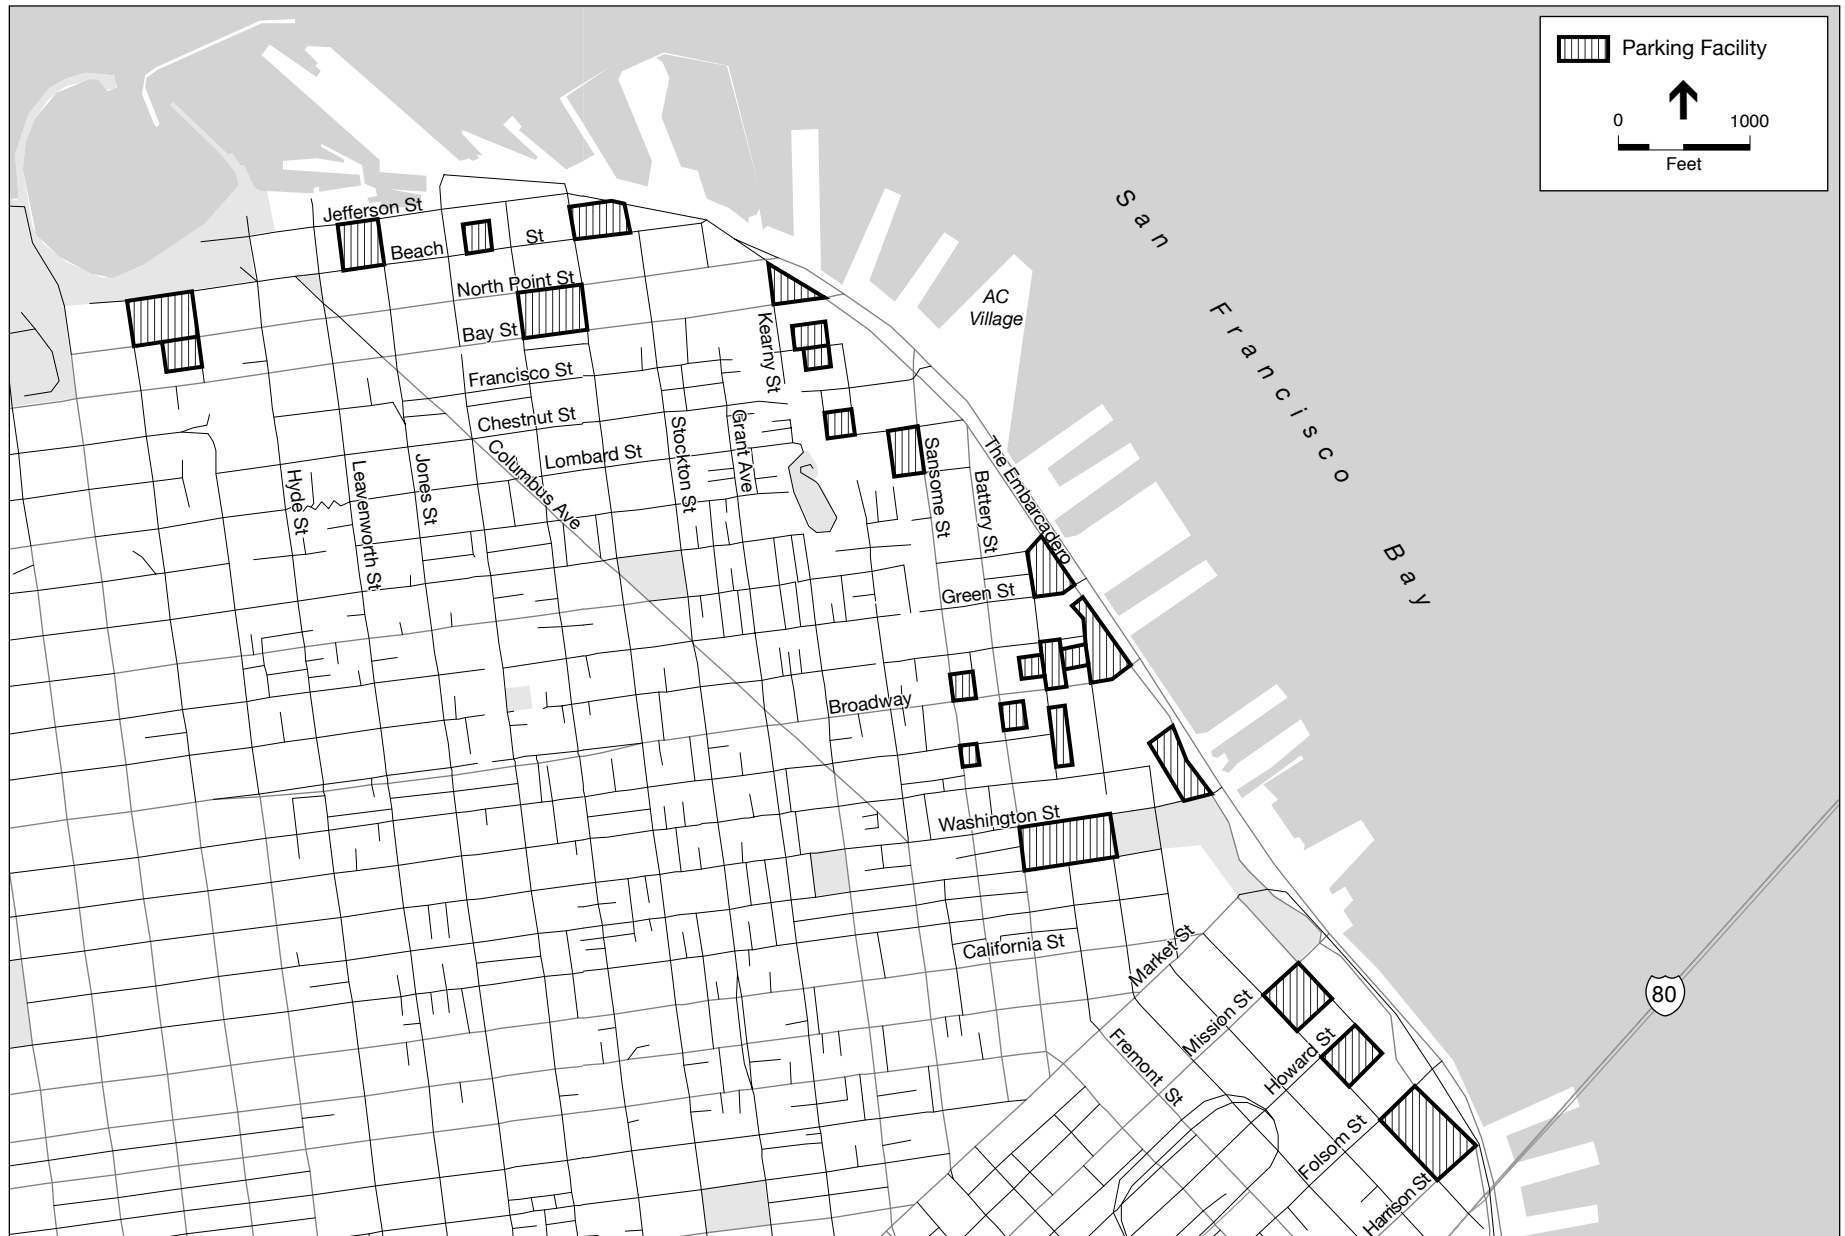 Parking Facility
0 1000
Feet
San Francisco Bay
Jefferson St
Beach St
North Point St
AC
Village
Bay St
Kearny St
Francisco St
Chestnut St
Lombard St
Columbus Ave
Stockton St
Grant Ave
Hyde St
Leavenworth St
Jones St
Sansome St
Battery St
The Embarcadero
Green St
Broadway
Washington St
California St
Market St
Mission St
Fremont St
Howard St
Folsom St
Harrison St
80